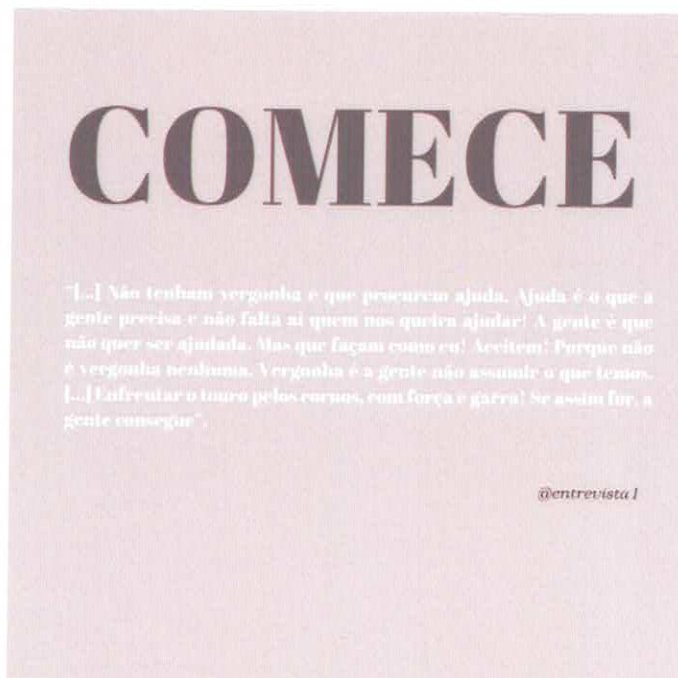 COMECE
"[...] Não tenham vergonha e que procurem ajuda. Ajuda é o que a
gente precisa e não falta aí quem nos queira ajudar! A gente é que
não quer ser ajudada. Mas que façam como eu! Aceitem! Porque não
é vergonha nenhuma. Vergonha é a gente não assumir o que temos.
[...] Enfrentar o touro pelos cornos, com força e garra! Se assim for, a
gente consegue".
@entrevista 1